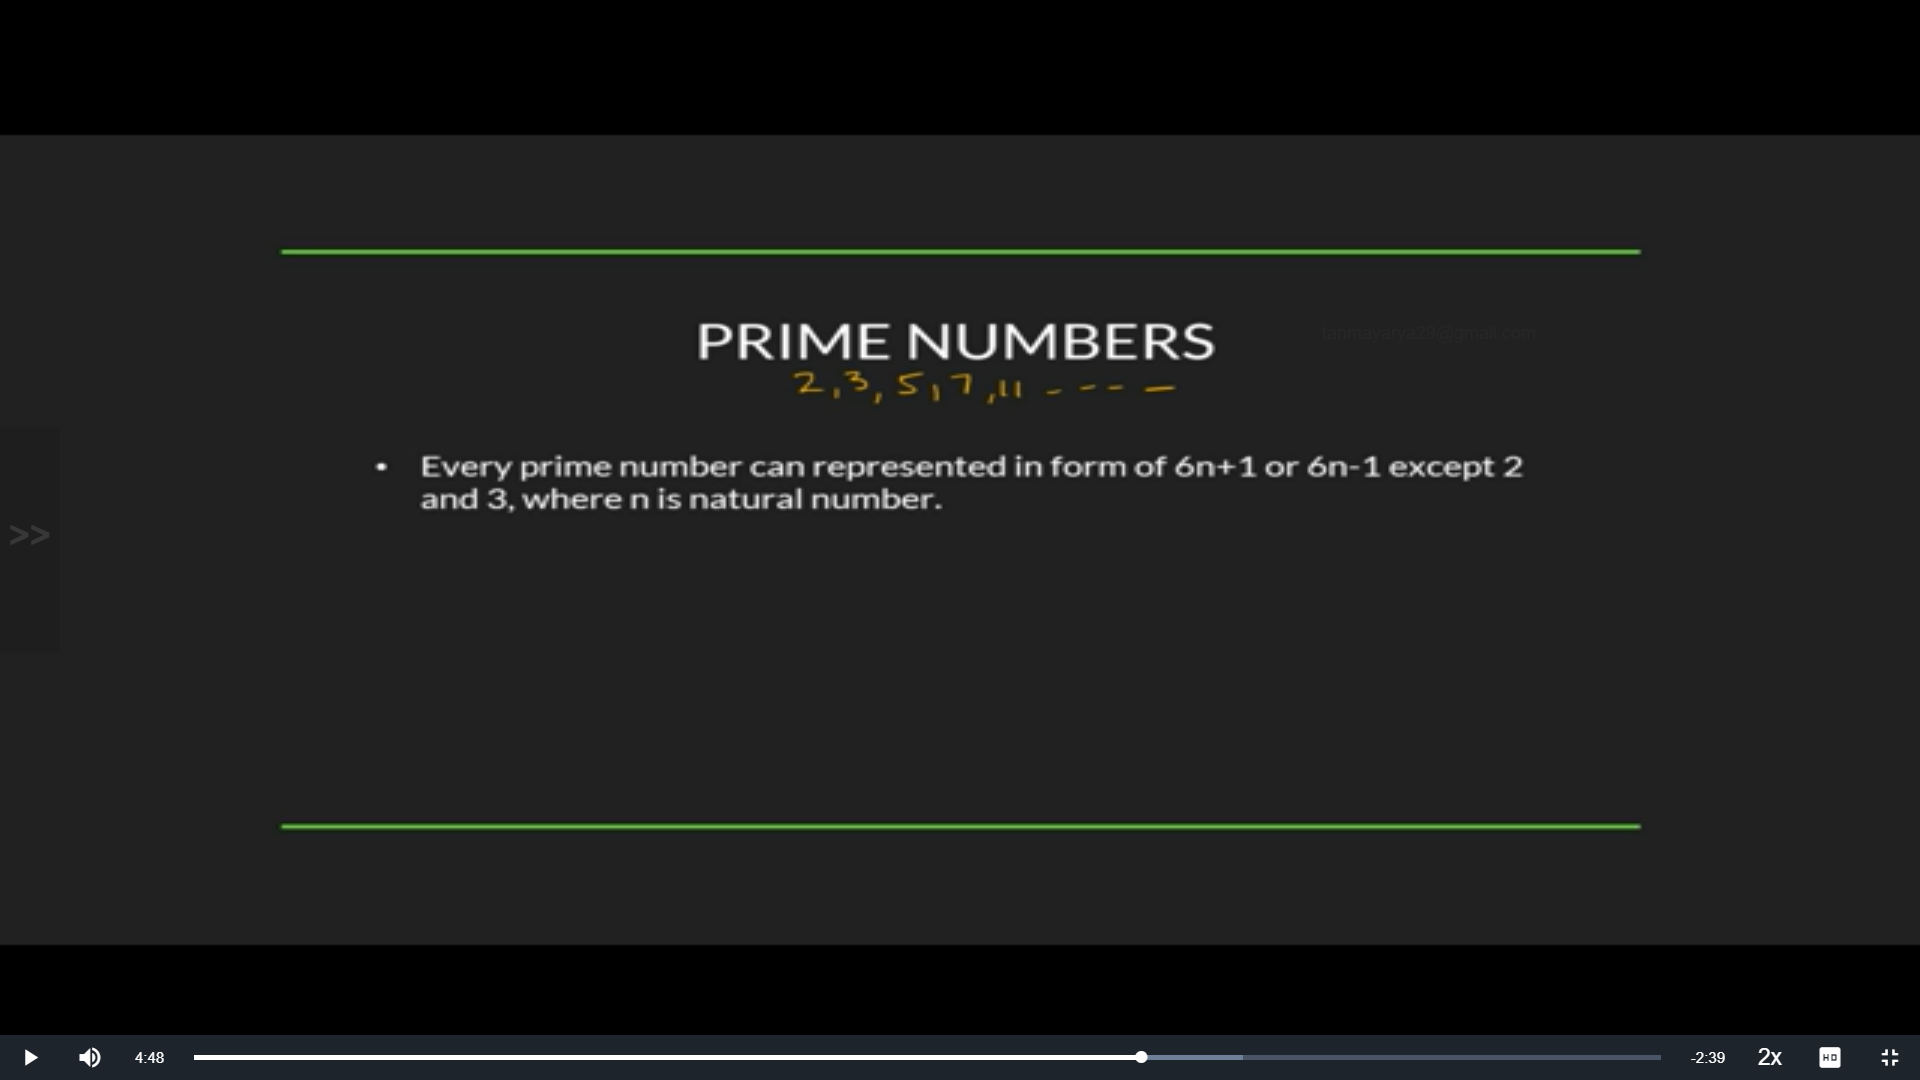 PRIME NUMBERS
2,3,5,7,11 - - - -
• Every prime number can represented in form of 6n+1 or 6n-1 except 2
and 3, where n is natural number.
>>
4:48
-2:39
2x
HD